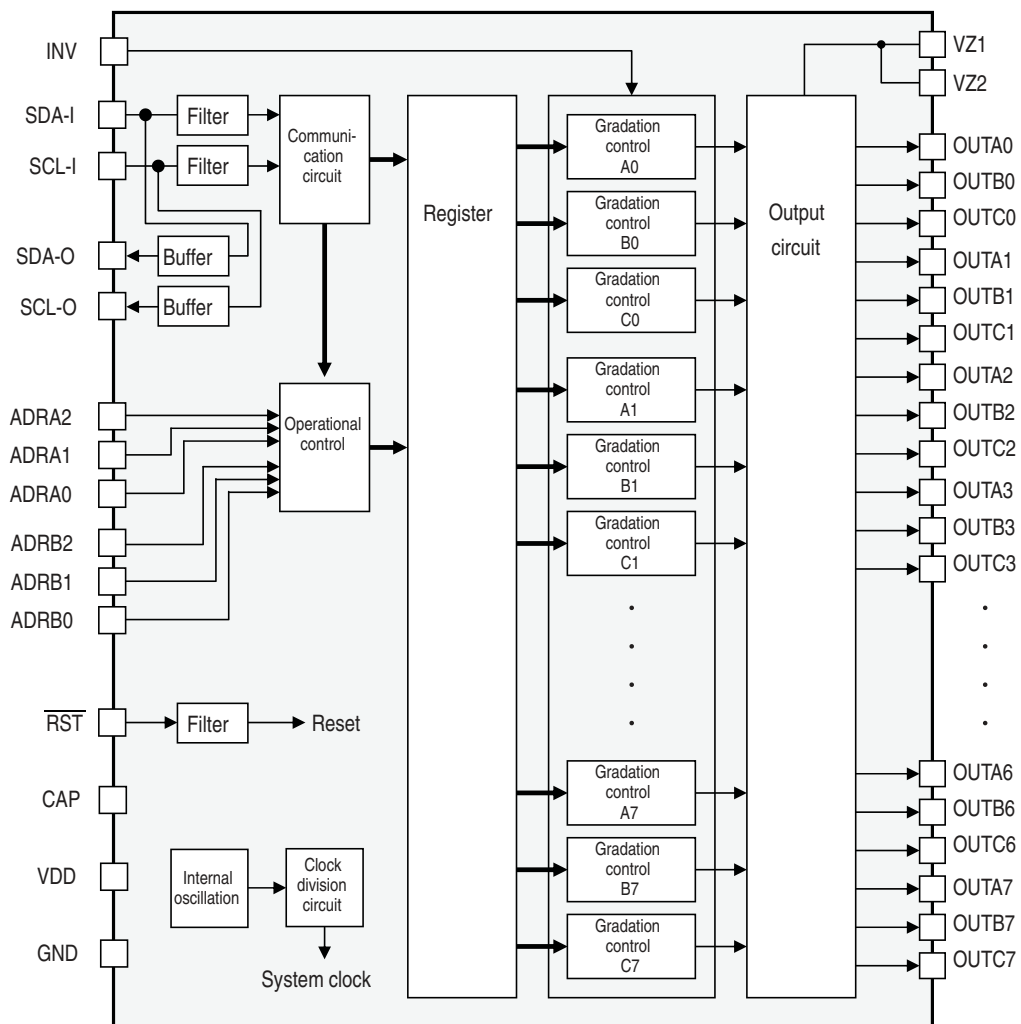 INV
SDA-I
SCL-I
SDA-O
SCL-O
ADRA2
ADRA1
ADRA0
ADRB2
ADRB1
ADRB0
RST
CAP
VDD
GND
Filter
Filter
Buffer
Buffer
Communi-
cation
circuit
Operational
control
Filter
Reset
Internal
oscillation
Clock
division
circuit
System clock
Register
Gradation
control
A0
Gradation
control
B0
Gradation
control
C0
Gradation
control
A1
Gradation
control
B1
Gradation
control
C1
Gradation
control
A7
Gradation
control
B7
Gradation
control
C7
Output
circuit
VZ1
VZ2
OUTA0
OUTB0
OUTC0
OUTA1
OUTB1
OUTC1
OUTA2
OUTB2
OUTC2
OUTA3
OUTB3
OUTC3
OUTA6
OUTB6
OUTC6
OUTA7
OUTB7
OUTC7